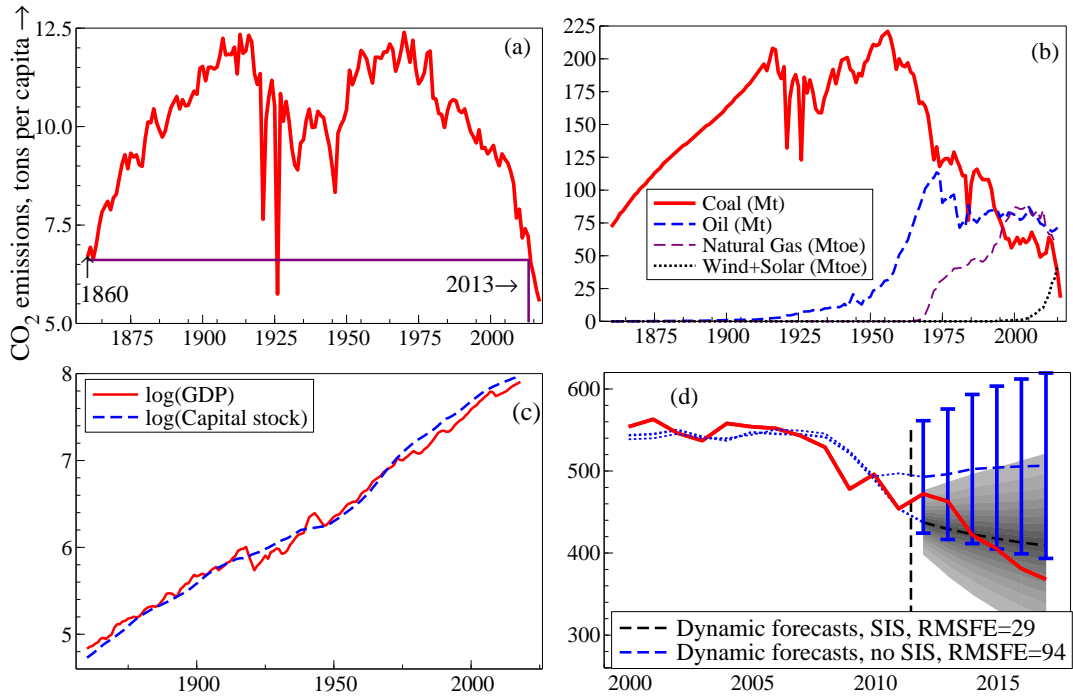 CO2 emissions, tons per capita →
12.5
10.0
7.5
5.0
(a)
1860
2013→
1875 1900 1925 1950 1975 2000
225
200
175
150
125
100
75
50
25
0
(b)
Coal (Mt)
Oil (Mt)
Natural Gas (Mtoe)
Wind+Solar (Mtoe)
1875 1900 1925 1950 1975 2000
8
7
6
5
log(GDP)
log(Capital stock)
(c)
1900 1950 2000
600
500
400
300
(d)
Dynamic forecasts, SIS, RMSFE=29
Dynamic forecasts, no SIS, RMSFE=94
2000 2005 2010 2015